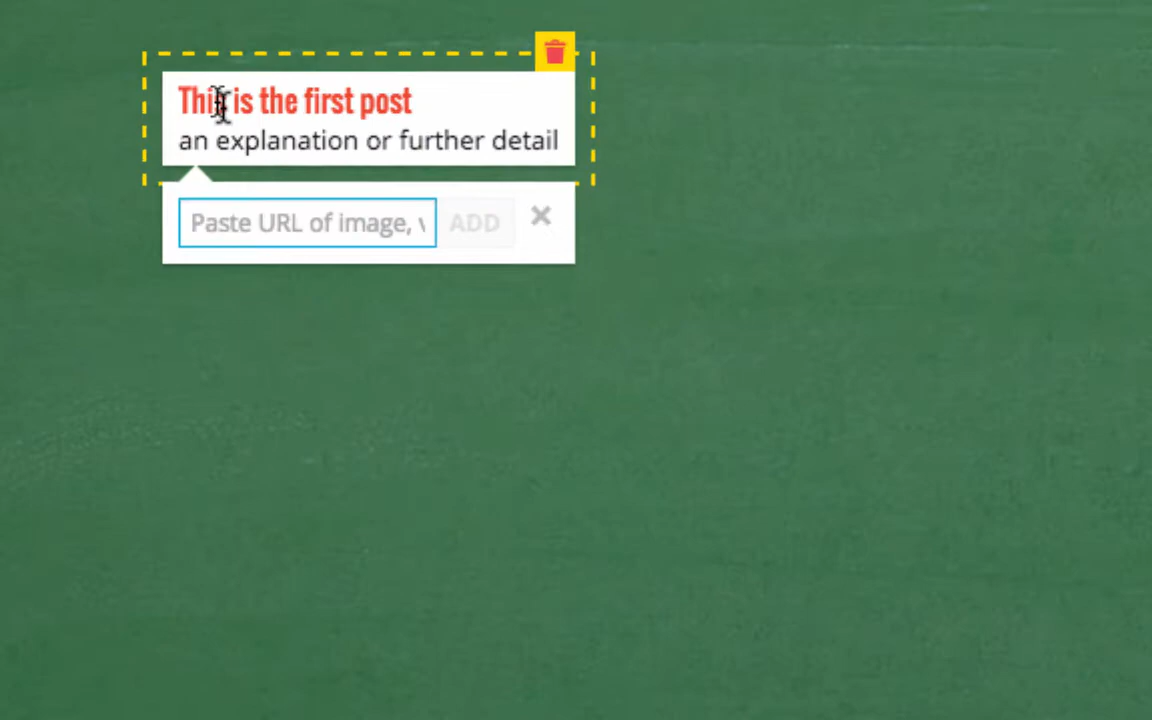 This is the first post
an explanation or further detail
Paste URL of image, ADD